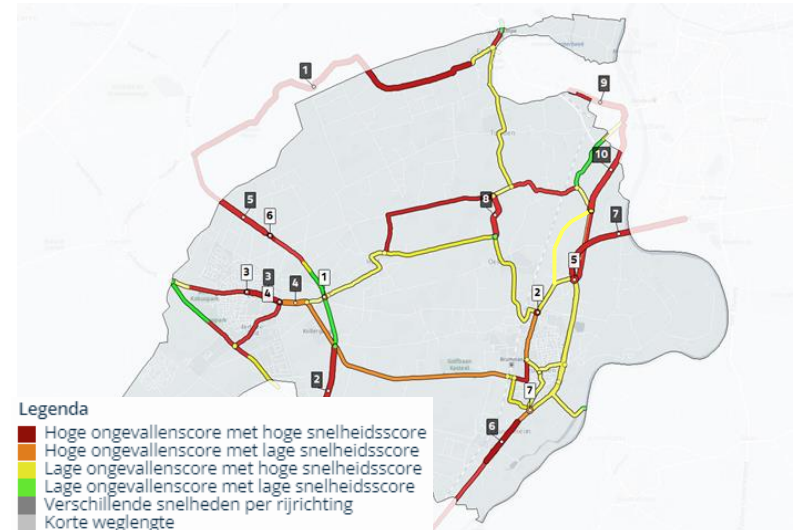 1
9
10
5
8
6
7
5
3
3
4
4
1
2
2
7
6
Legenda
Hoge ongevallenscore met hoge snelheidsscore
Hoge ongevallenscore met lage snelheidsscore
Lage ongevallenscore met hoge snelheidsscore
Lage ongevallenscore met lage snelheidsscore
Verschillende snelheden per rijrichting
Korte weglengte